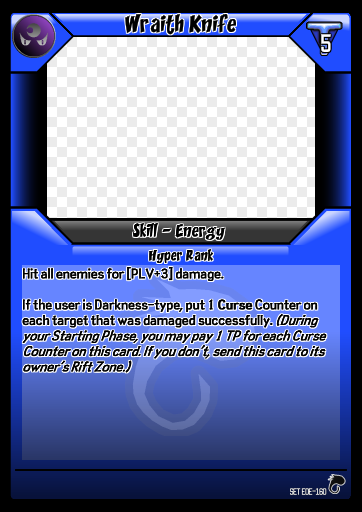 Wraith Knife
5
Skill - Energy
Hyper Rank
Hit all enemies for [PLV+3] damage.
If the user is Darkness-type, put 1 Curse Counter on
each target that was damaged successfully. (During
your Starting Phase, you may pay 1 TP for each Curse
Counter on this card. If you don't, send this card to its
owner's Rift Zone.)
SET EOE-160